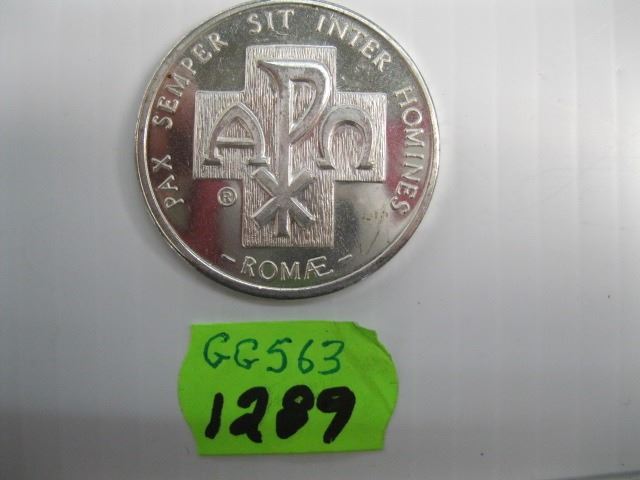 PAX SEMPER SIT INTER HOMINES
Α Ω
®
- ROMÆ -
GG563
1289